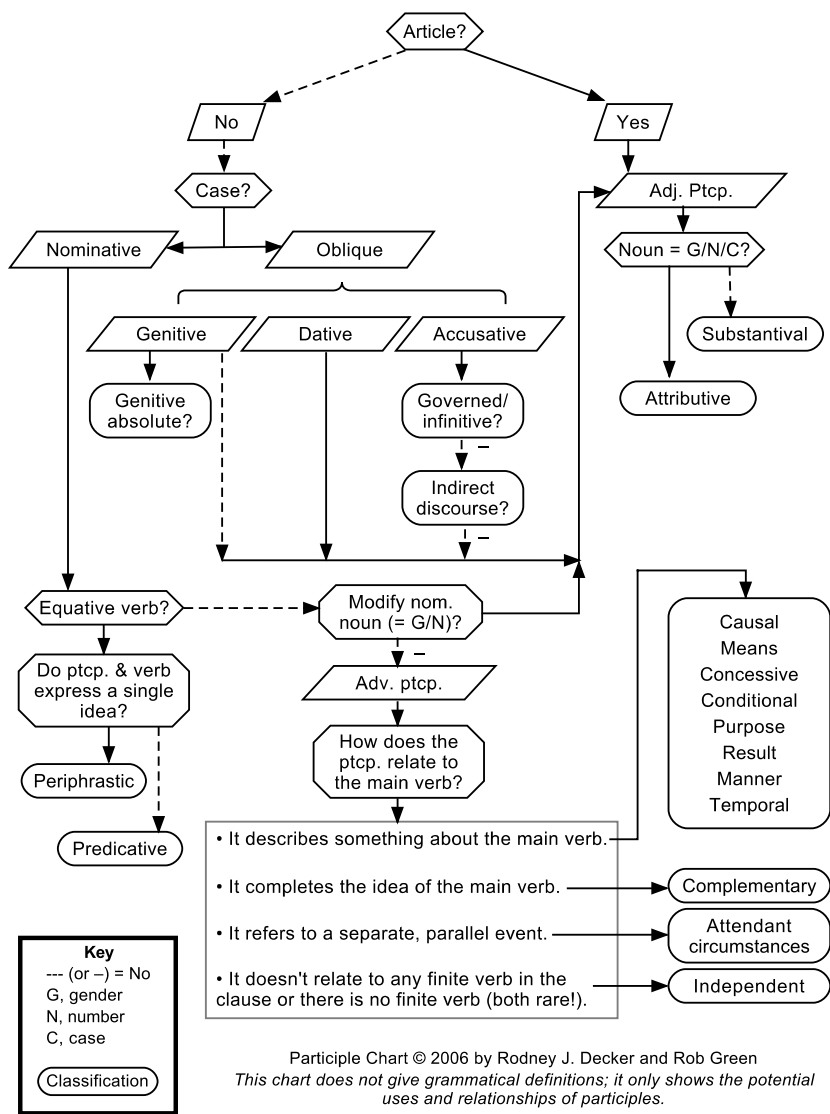 Article?
No
Yes
Case?
Adj. Ptcp.
Nominative
Oblique
Noun = G/N/C?
Genitive
Dative
Accusative
Substantival
Genitive
absolute?
Governed/
infinitive?
Attributive
–
Indirect
discourse?
–
Equative verb?
Modify nom.
noun (= G/N)?
–
Do ptcp. & verb
express a single
idea?
Adv. ptcp.
Causal
Means
Concessive
Conditional
Purpose
Result
Manner
Temporal
How does the
ptcp. relate to
the main verb?
Periphrastic
Predicative
• It describes something about the main verb.
• It completes the idea of the main verb.
Complementary
• It refers to a separate, parallel event.
Attendant
circumstances
• It doesn't relate to any finite verb in the
clause or there is no finite verb (both rare!).
Independent
Key
--- (or –) = No
G, gender
N, number
C, case
Classification
Participle Chart © 2006 by Rodney J. Decker and Rob Green
This chart does not give grammatical definitions; it only shows the potential
uses and relationships of participles.